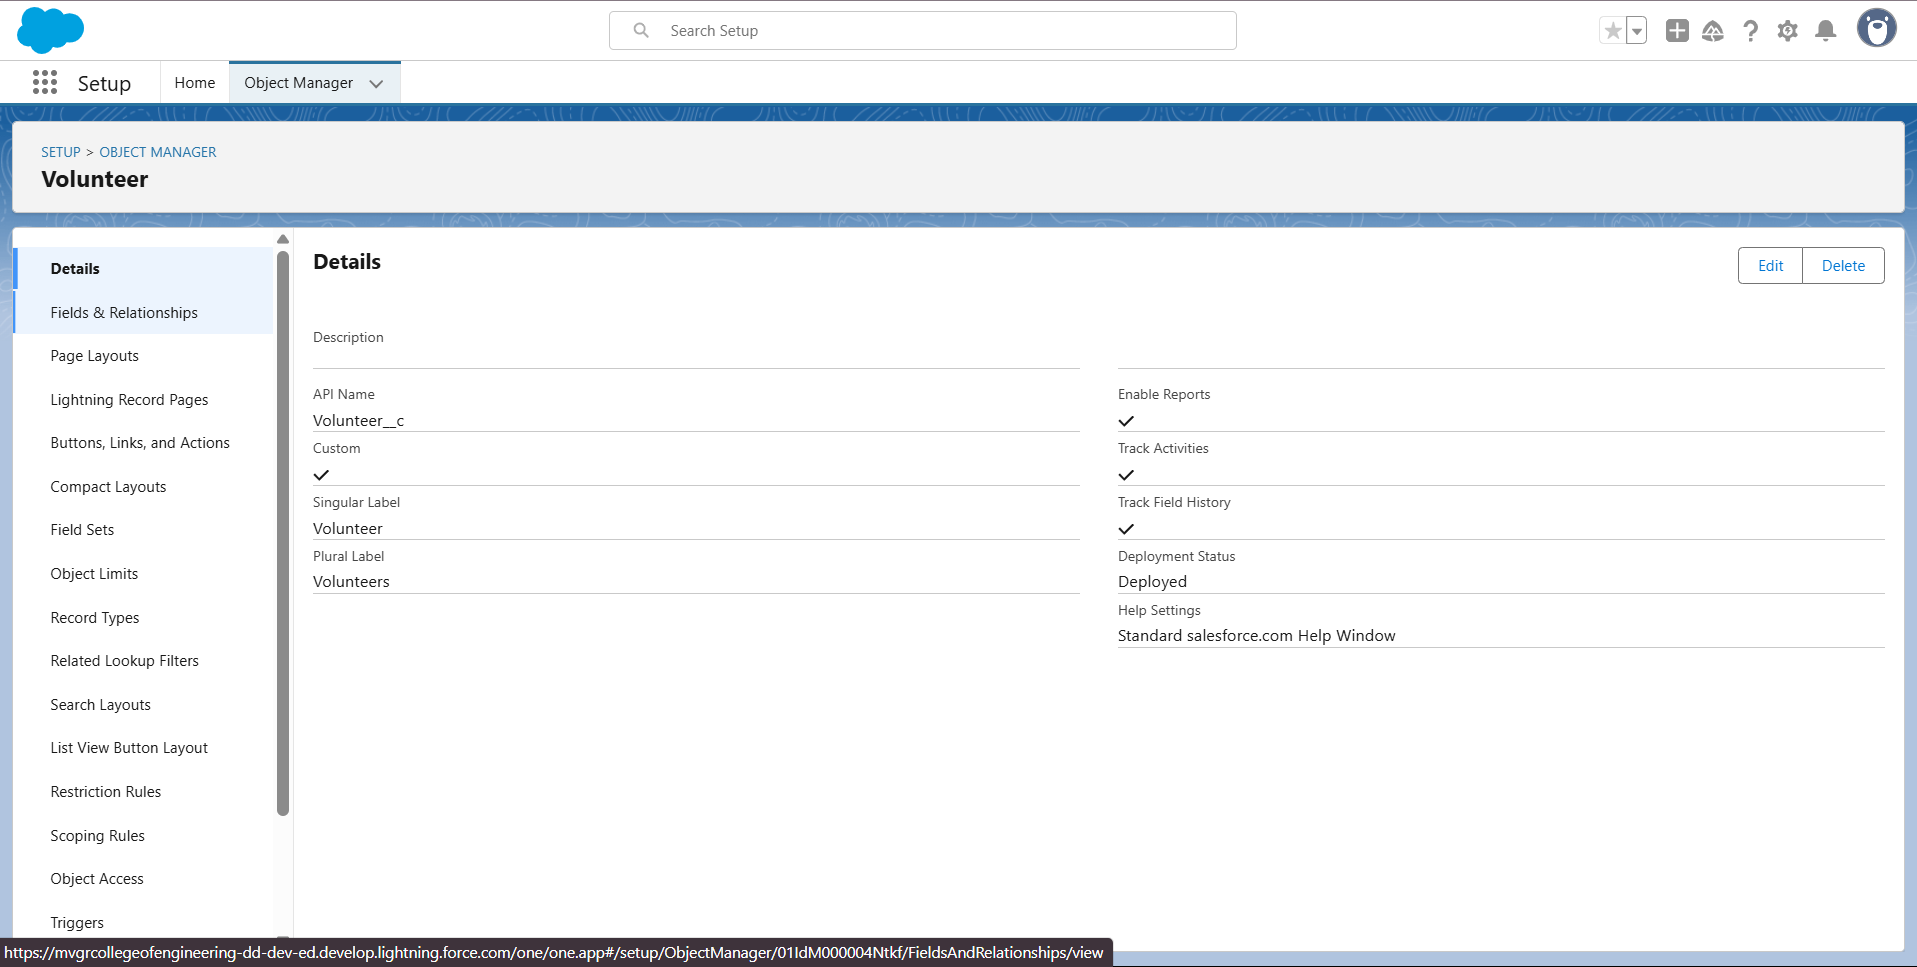 Search Setup
Setup
Home
Object Manager
SETUP > OBJECT MANAGER
Volunteer
Details
Fields & Relationships
Page Layouts
Lightning Record Pages
Buttons, Links, and Actions
Compact Layouts
Field Sets
Object Limits
Record Types
Related Lookup Filters
Search Layouts
List View Button Layout
Restriction Rules
Scoping Rules
Object Access
Triggers
Details
Edit
Delete
Description
API Name
Volunteer__c
Custom
Singular Label
Volunteer
Plural Label
Volunteers
Enable Reports
Track Activities
Track Field History
Deployment Status
Deployed
Help Settings
Standard salesforce.com Help Window
https://mvgrcollegeofengineering-dd-dev-ed.develop.lightning.force.com/one/one.app#/setup/ObjectManager/01IdM000004Ntkf/FieldsAndRelationships/view